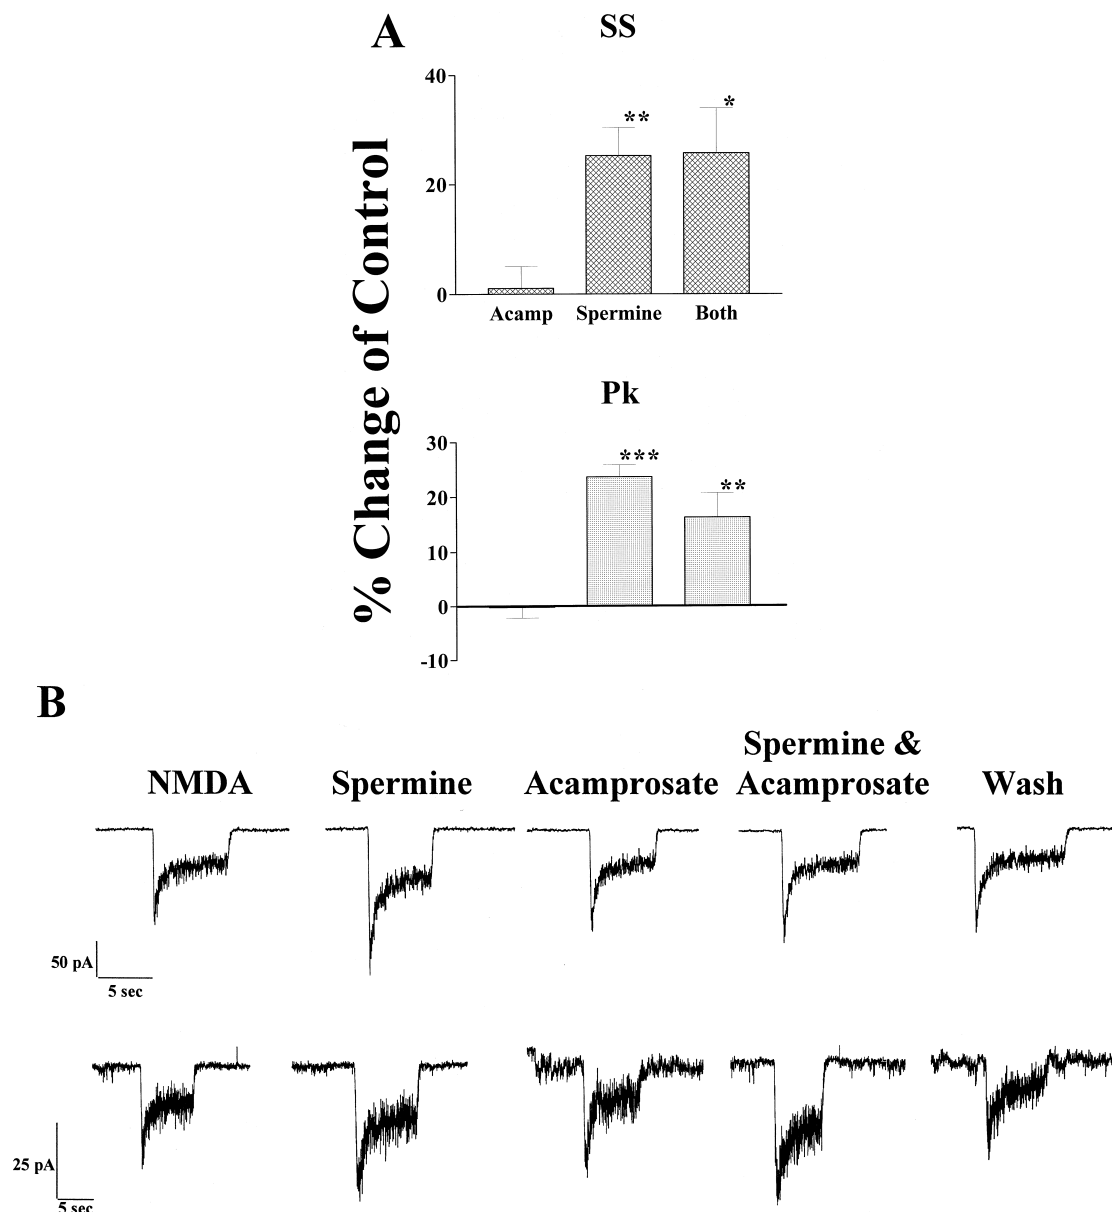 A
SS
% Change of Control
40
20
0
Acamp Spermine Both
** *
Pk
30
20
10
0
-10
*** **
B
NMDA Spermine Acamprosate Spermine & Acamprosate Wash
50 pA
5 sec
25 pA
5 sec